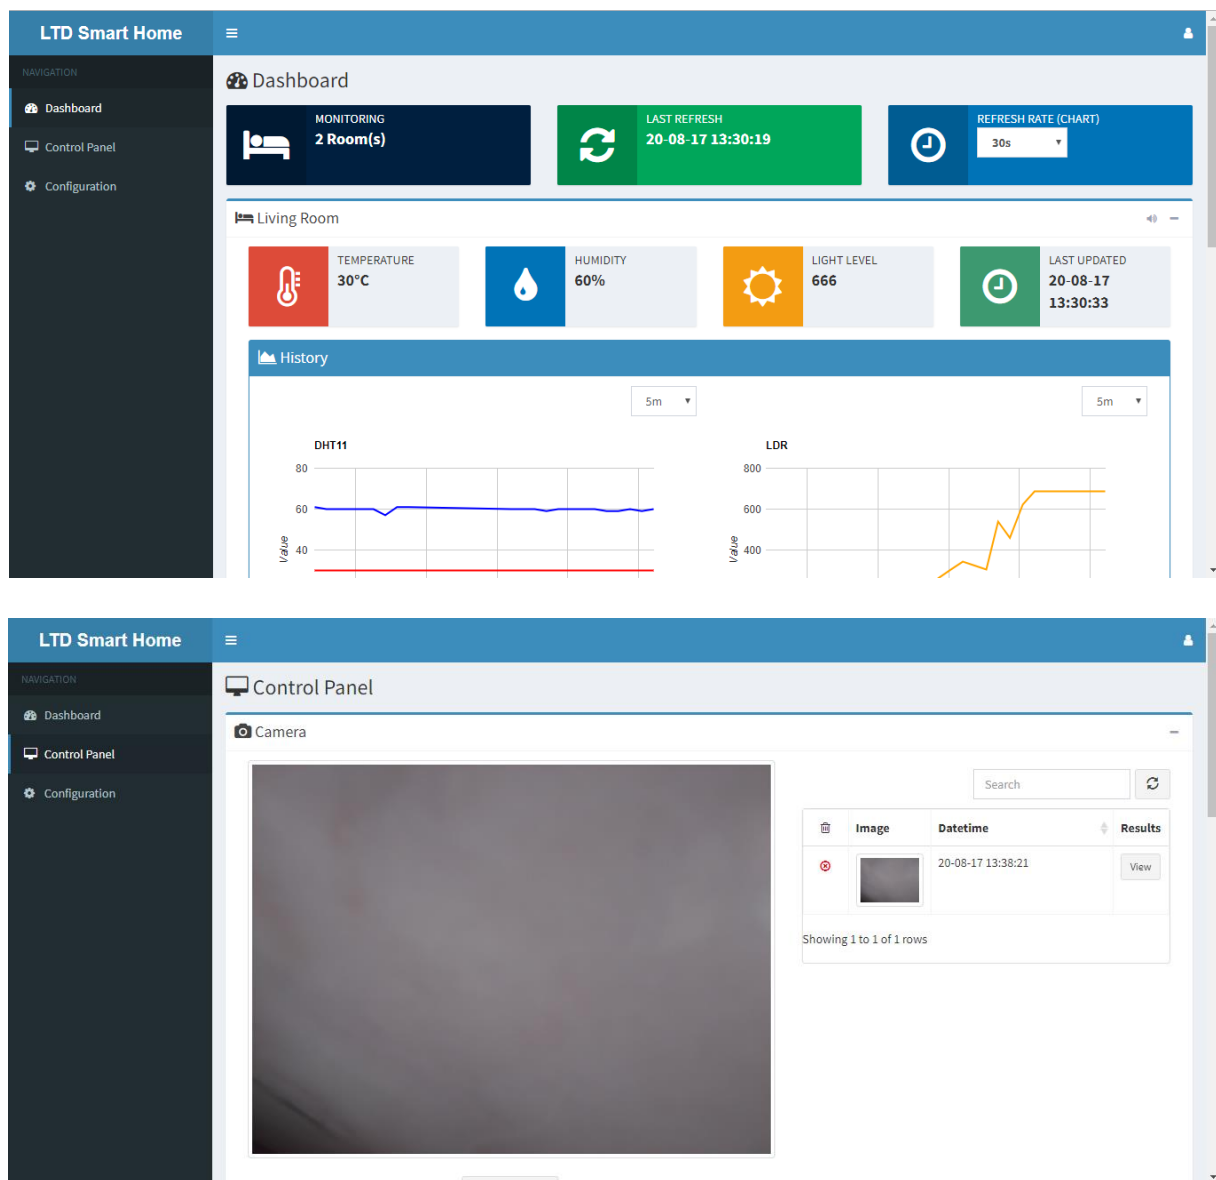 LTD Smart Home
NAVIGATION
Dashboard
Control Panel
Configuration
Dashboard
MONITORING
2 Room(s)
LAST REFRESH
20-08-17 13:30:19
REFRESH RATE (CHART)
30s
Living Room
TEMPERATURE
30°C
HUMIDITY
60%
LIGHT LEVEL
666
LAST UPDATED
20-08-17
13:30:33
History
5m
5m
DHT11
80
60
40
Value
LDR
800
600
400
Value
LTD Smart Home
NAVIGATION
Dashboard
Control Panel
Configuration
Control Panel
Camera
Search
Image Datetime Results
20-08-17 13:38:21 View
Showing 1 to 1 of 1 rows